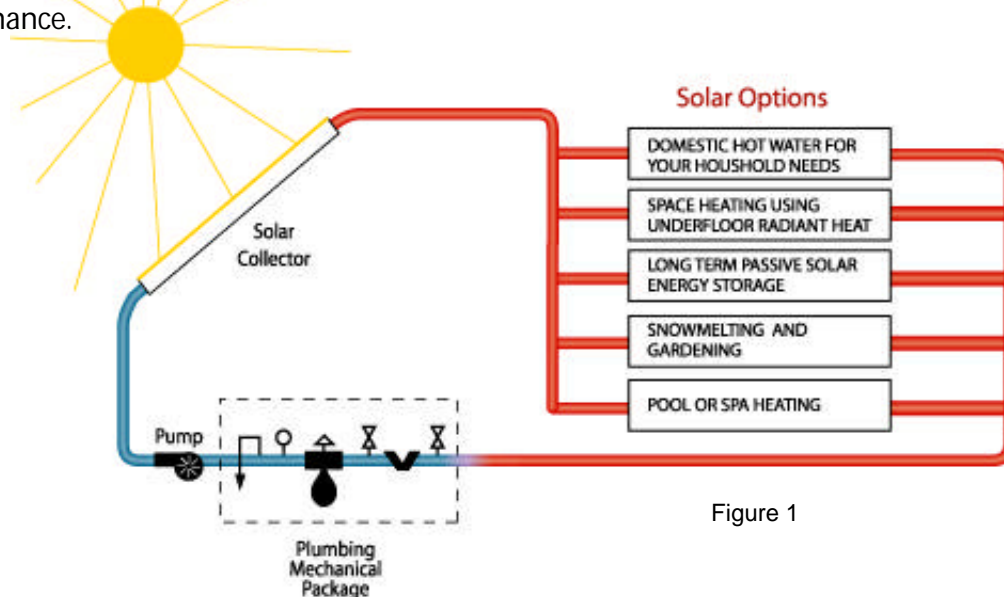 nance.
Solar Options
DOMESTIC HOT WATER FOR
YOUR HOUSHOLD NEEDS
SPACE HEATING USING
UNDERFLOOR RADIANT HEAT
LONG TERM PASSIVE SOLAR
ENERGY STORAGE
SNOWMELTING AND
GARDENING
POOL OR SPA HEATING
Solar
Collector
Pump
Plumbing
Mechanical
Package
Figure 1